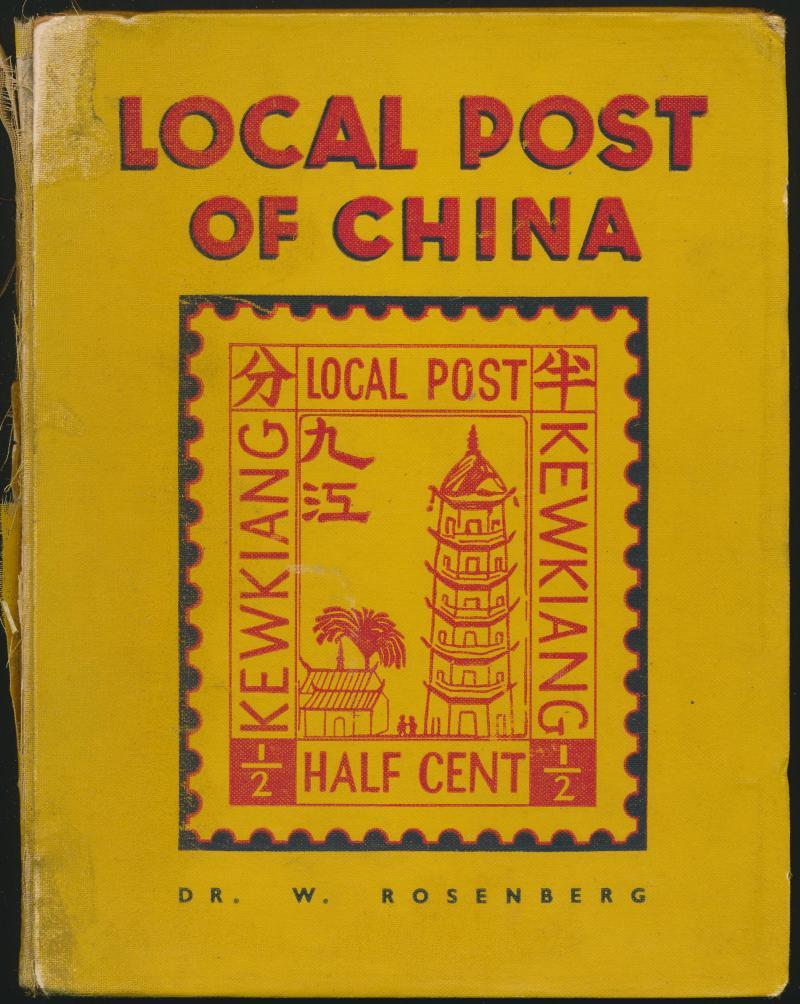 LOCAL POST
OF CHINA
分 LOCAL POST 半
九江
KEWKIANG
KEWKIANG
1/2 HALF CENT 1/2
DR. W. ROSENBERG